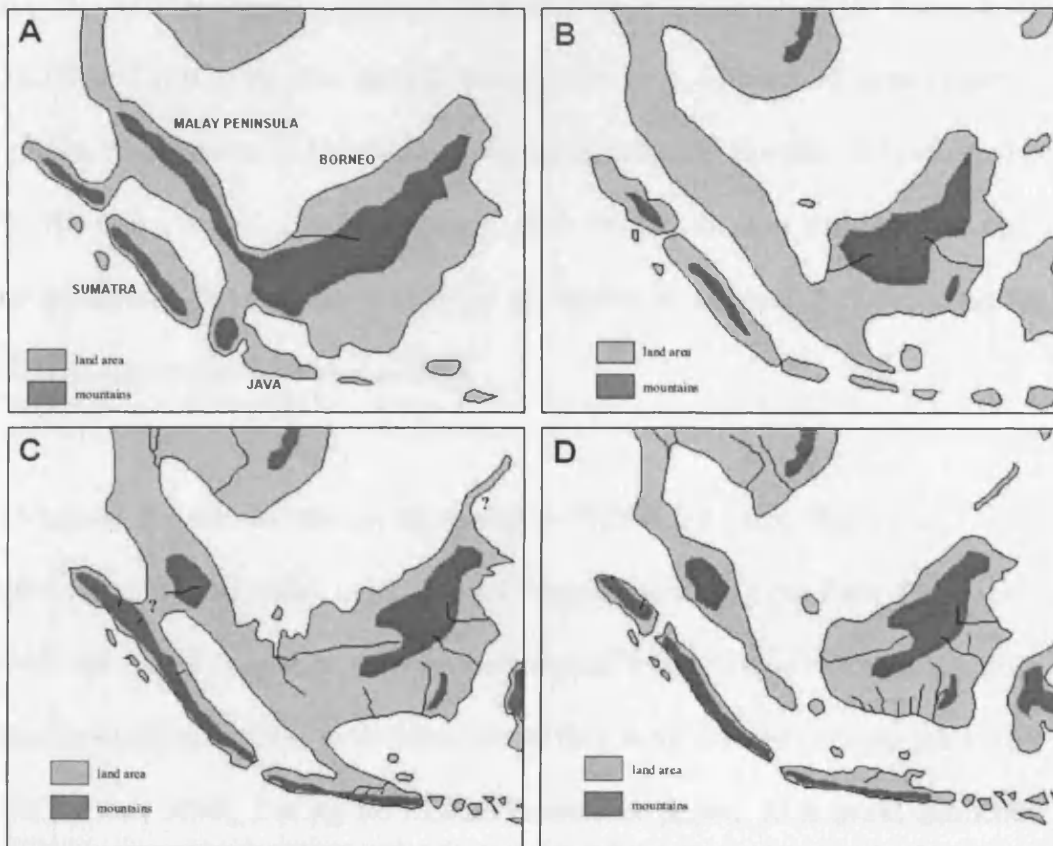 A
MALAY PENINSULA
BORNEO
SUMATRA
JAVA
land area
mountains
B
land area
mountains
C
?
?
land area
mountains
D
land area
mountains